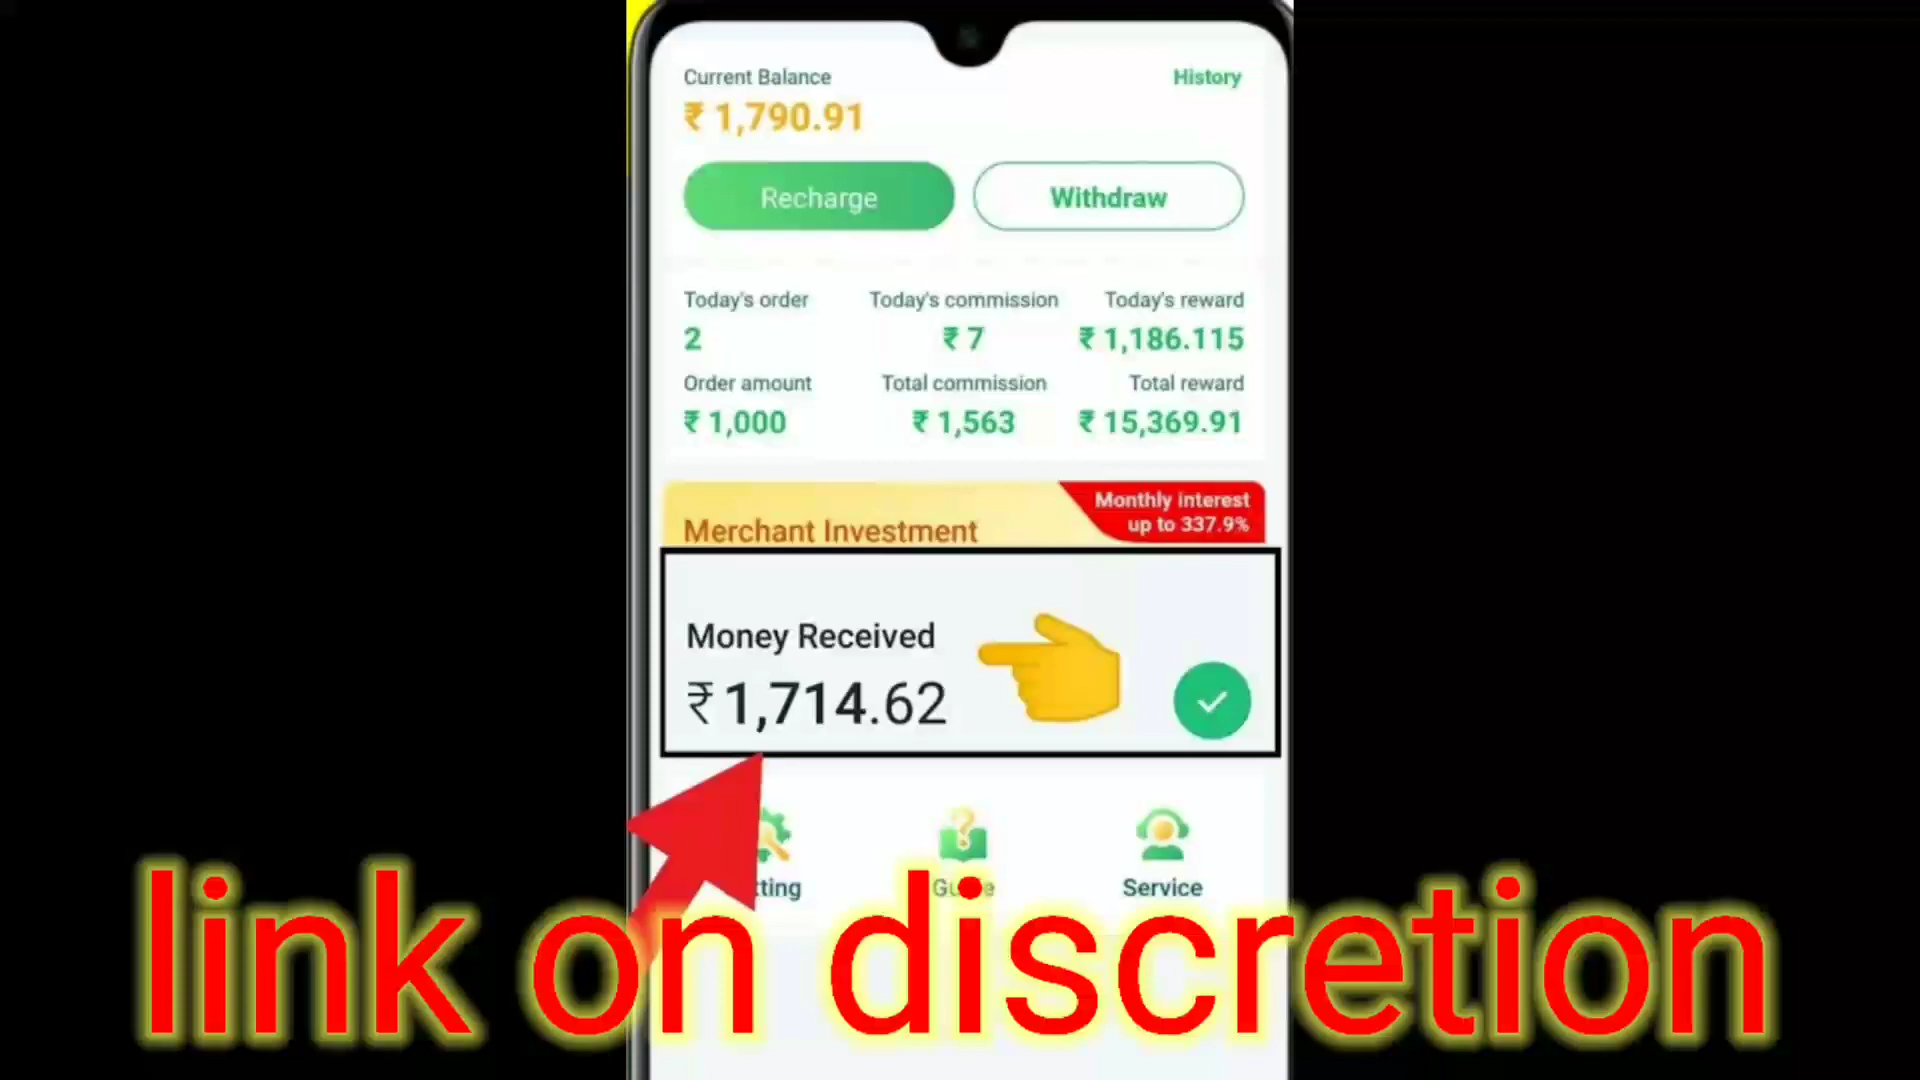 Current Balance
History
₹ 1,790.91
Recharge
Withdraw
Today's order
Today's commission
Today's reward
2
₹ 7
₹ 1,186.115
Order amount
Total commission
Total reward
₹ 1,000
₹ 1,563
₹ 15,369.91
Monthly interest
up to 337.9%
Merchant Investment
Money Received
₹1,714.62
Service
link on discretion